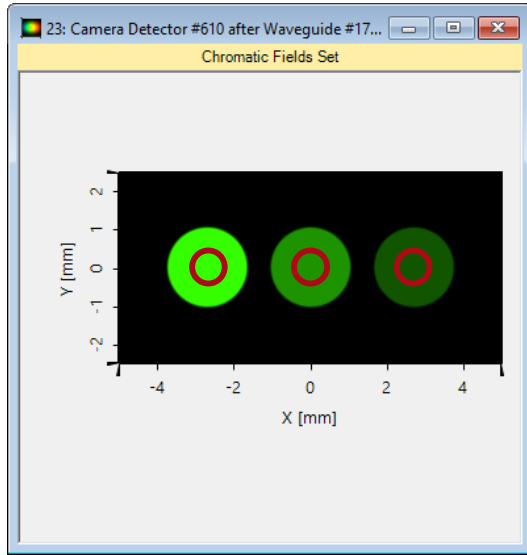 23: Camera Detector #610 after Waveguide #17...
Chromatic Fields Set
Y [mm]
2
1
0
-1
-2
-4 -2 0 2 4
X [mm]